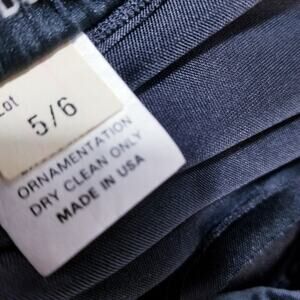 Lot
5/6
ORNAMENTATION
DRY CLEAN ONLY
MADE IN USA